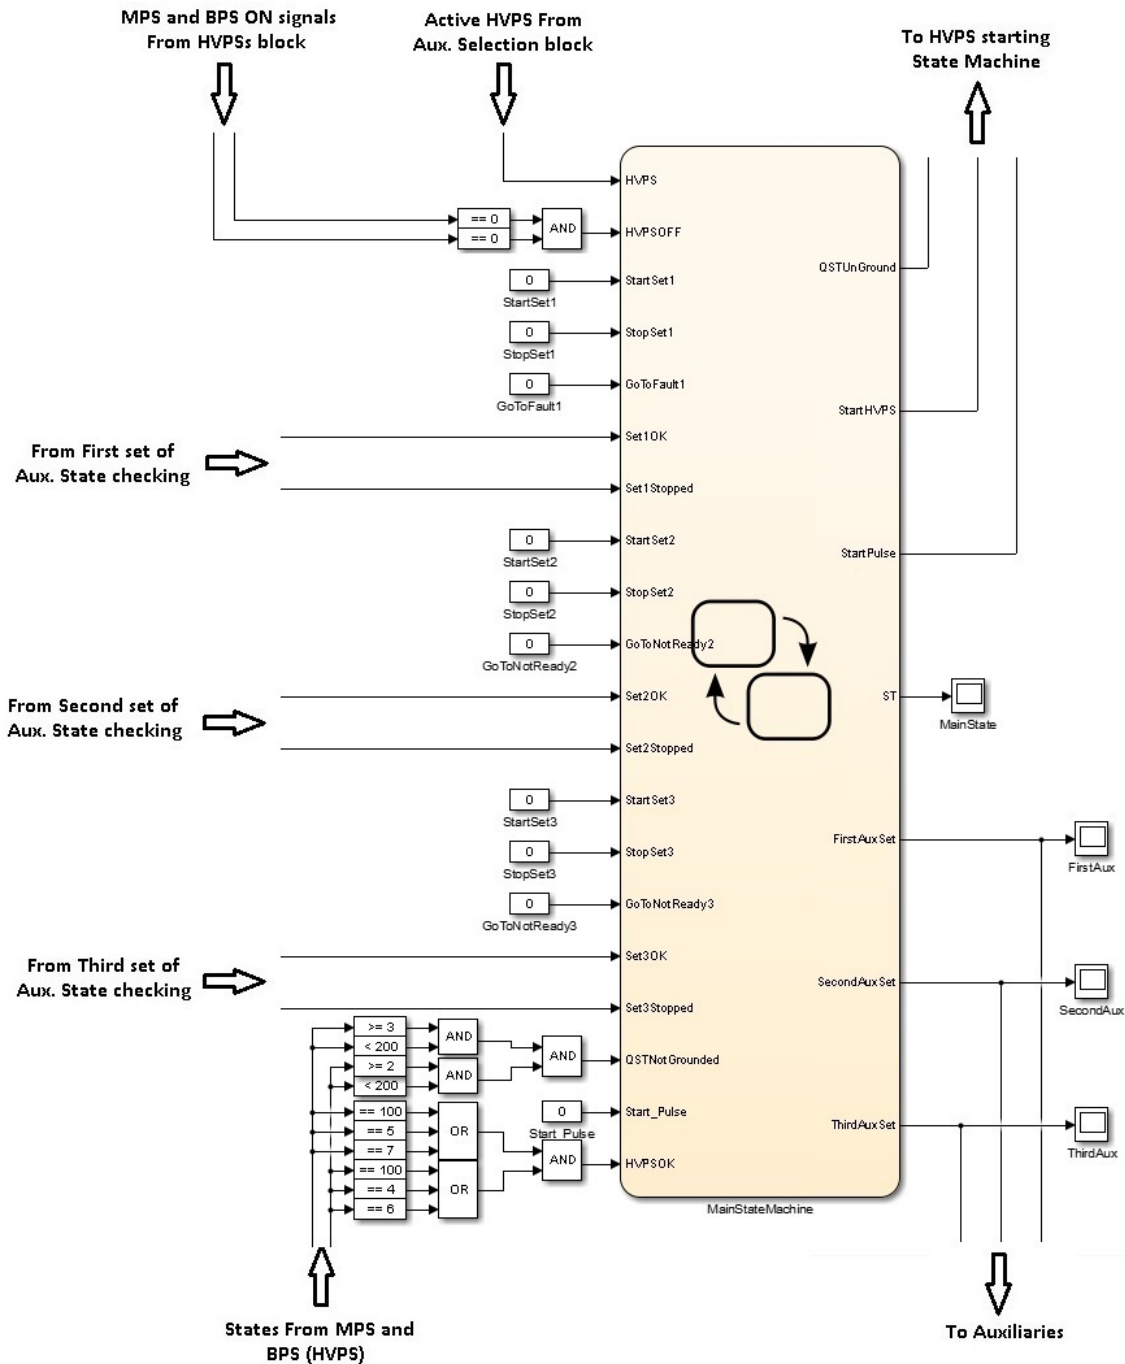 MPS and BPS ON signals
From HVPSs block
Active HVPS From
Aux. Selection block
To HVPS starting
State Machine
HVPS
== 0
== 0
AND
HVPSOFF
QSTUnGround
0
StartSet1
StartSet1
0
StopSet1
StopSet1
0
GoToFault1
GoToFault1
StartHVPS
From First set of
Aux. State checking
Set1OK
Set1Stopped
0
StartSet2
StartSet2
StartPulse
0
StopSet2
StopSet2
0
GoToNotReady2
GoToNotReady2
From Second set of
Aux. State checking
Set2OK
Set2Stopped
ST
MainState
0
StartSet3
StartSet3
0
StopSet3
StopSet3
FirstAuxSet
FirstAux
0
GoToNotReady3
GoToNotReady3
From Third set of
Aux. State checking
Set3OK
Set3Stopped
SecondAuxSet
SecondAux
>= 3
< 200
>= 2
< 200
AND
AND
AND
QSTNotGrounded
== 100
== 5
== 7
== 100
== 4
== 6
OR
OR
0
Start_Pulse
Start_Pulse
AND
HVPSOK
ThirdAuxSet
ThirdAux
MainStateMachine
States From MPS and
BPS (HVPS)
To Auxiliaries